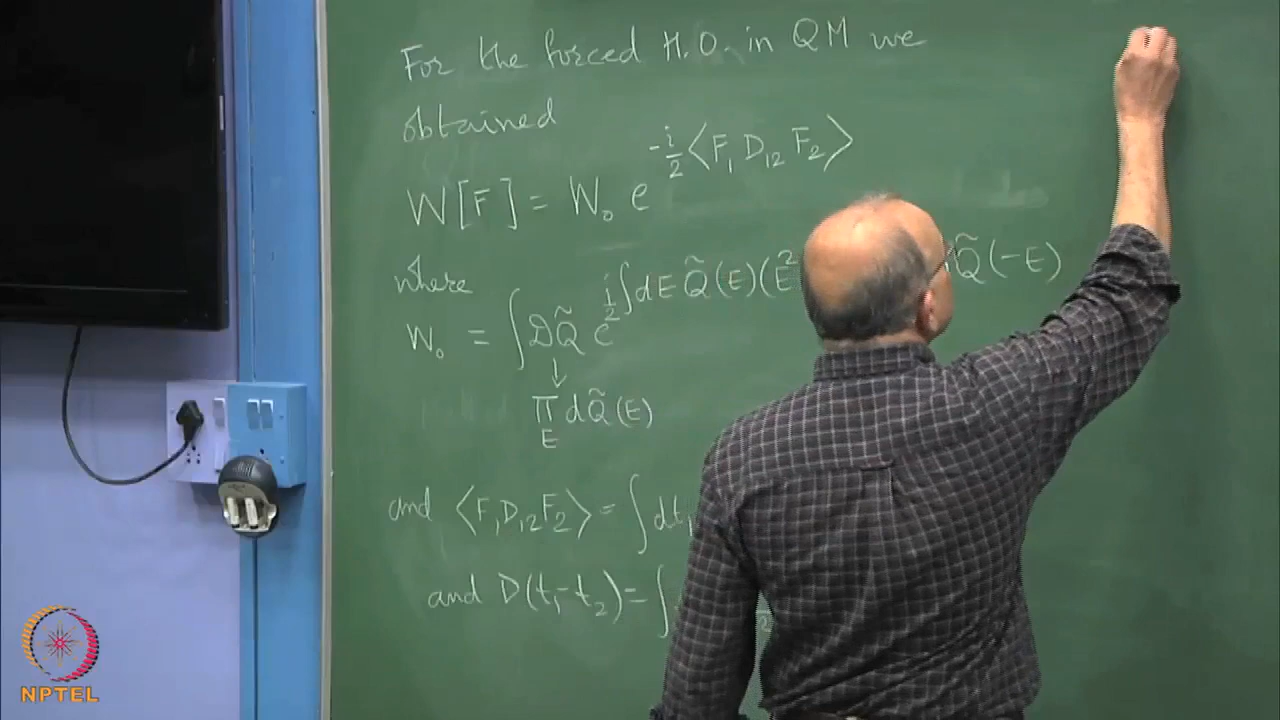 For the forced H.O. in QM we
obtained
W[F] = W₀ e^{-i/2 ⟨F₁ D₁₂ F₂⟩}
where
W₀ = ∫ 𝒟Q̃ e^{i/2 ∫dE Q̃(E)(E² Q̃(-E)}
↓
∏_E dQ̃(E)
and ⟨F₁D₁₂F₂⟩ = ∫ dt₁
and D(t₁-t₂) = ∫
NPTEL